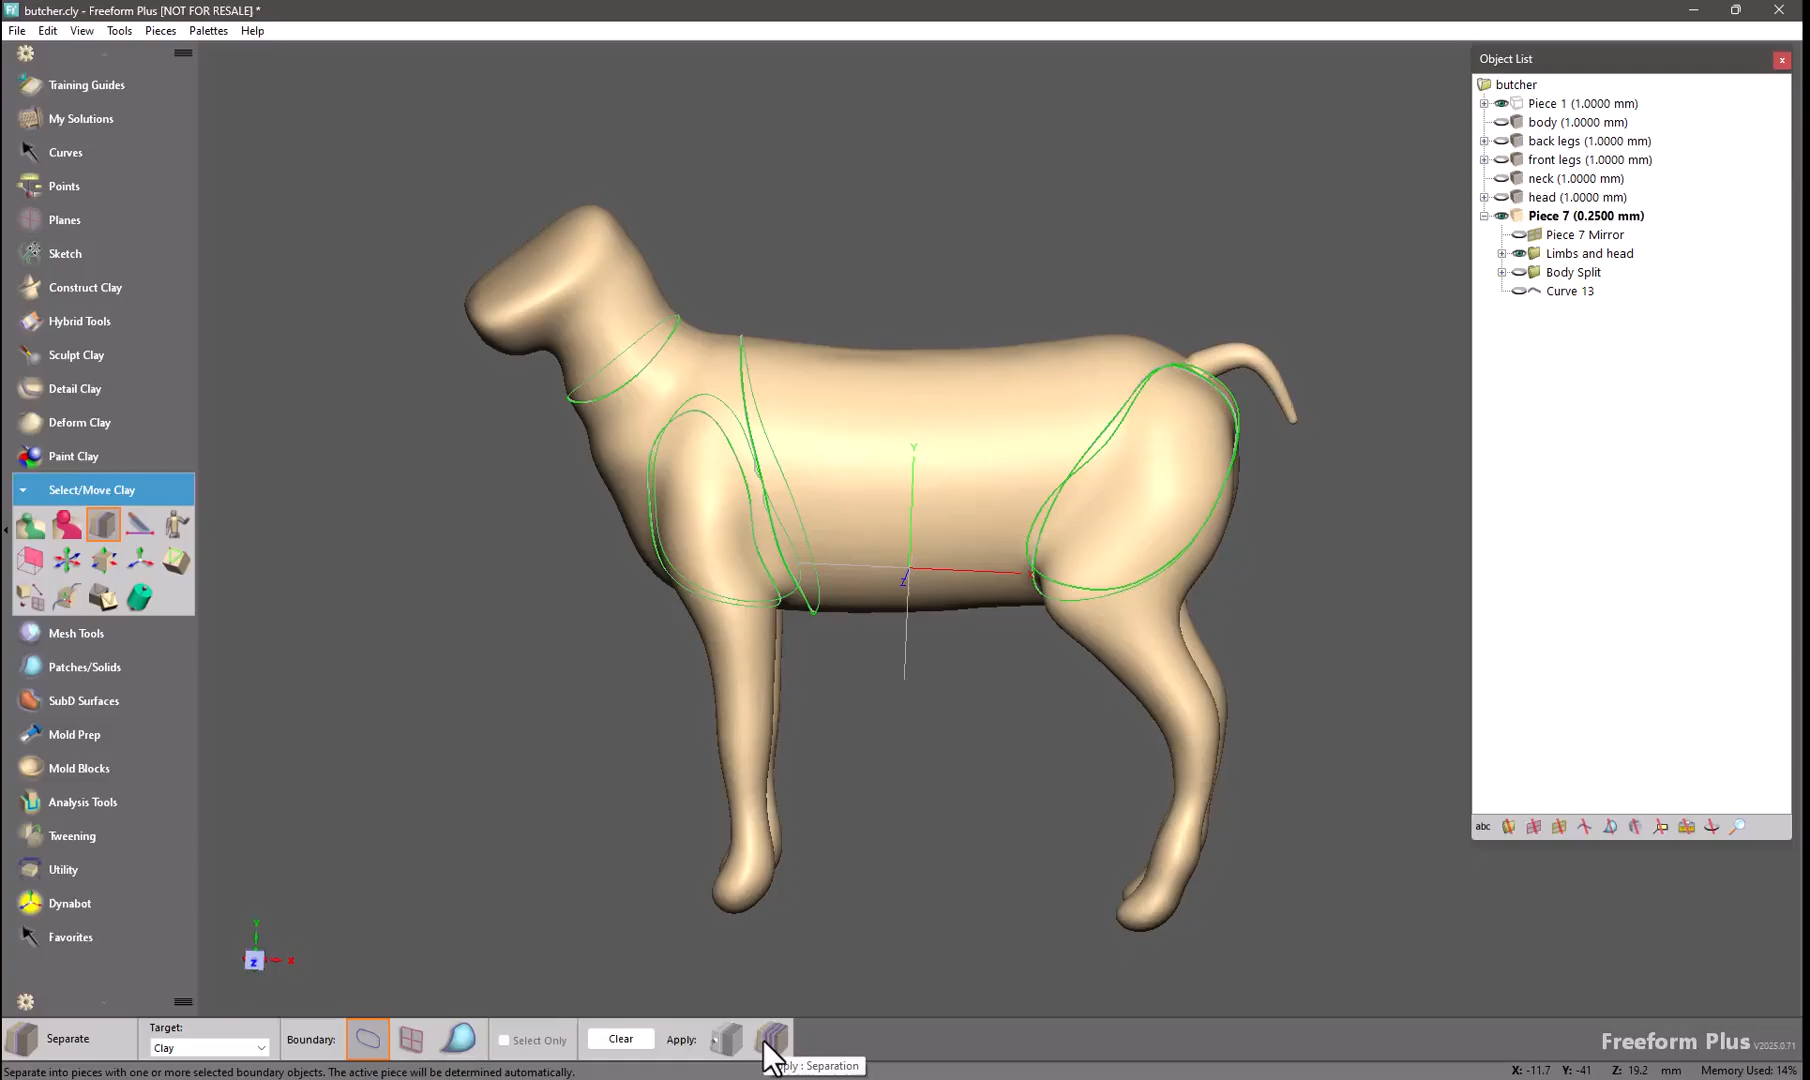 butcher.cly - Freeform Plus [NOT FOR RESALE] *
File Edit View Tools Pieces Palettes Help
Training Guides
My Solutions
Curves
Points
Planes
Sketch
Construct Clay
Hybrid Tools
Sculpt Clay
Detail Clay
Deform Clay
Paint Clay
Select/Move Clay
Mesh Tools
Patches/Solids
SubD Surfaces
Mold Prep
Mold Blocks
Analysis Tools
Tweening
Utility
Dynabot
Favorites
Y
Z
Y
Z X
Object List
butcher
Piece 1 (1.0000 mm)
body (1.0000 mm)
back legs (1.0000 mm)
front legs (1.0000 mm)
neck (1.0000 mm)
head (1.0000 mm)
Piece 7 (0.2500 mm)
Piece 7 Mirror
Limbs and head
Body Split
Curve 13
abc
Separate
Target:
Clay
Boundary:
Select Only
Clear
Apply:
: Separation
Freeform Plus V2025.0.71
Separate into pieces with one or more selected boundary objects. The active piece will be determined automatically.
X: -11.7 Y: -41 Z: 19.2 mm Memory Used: 14%